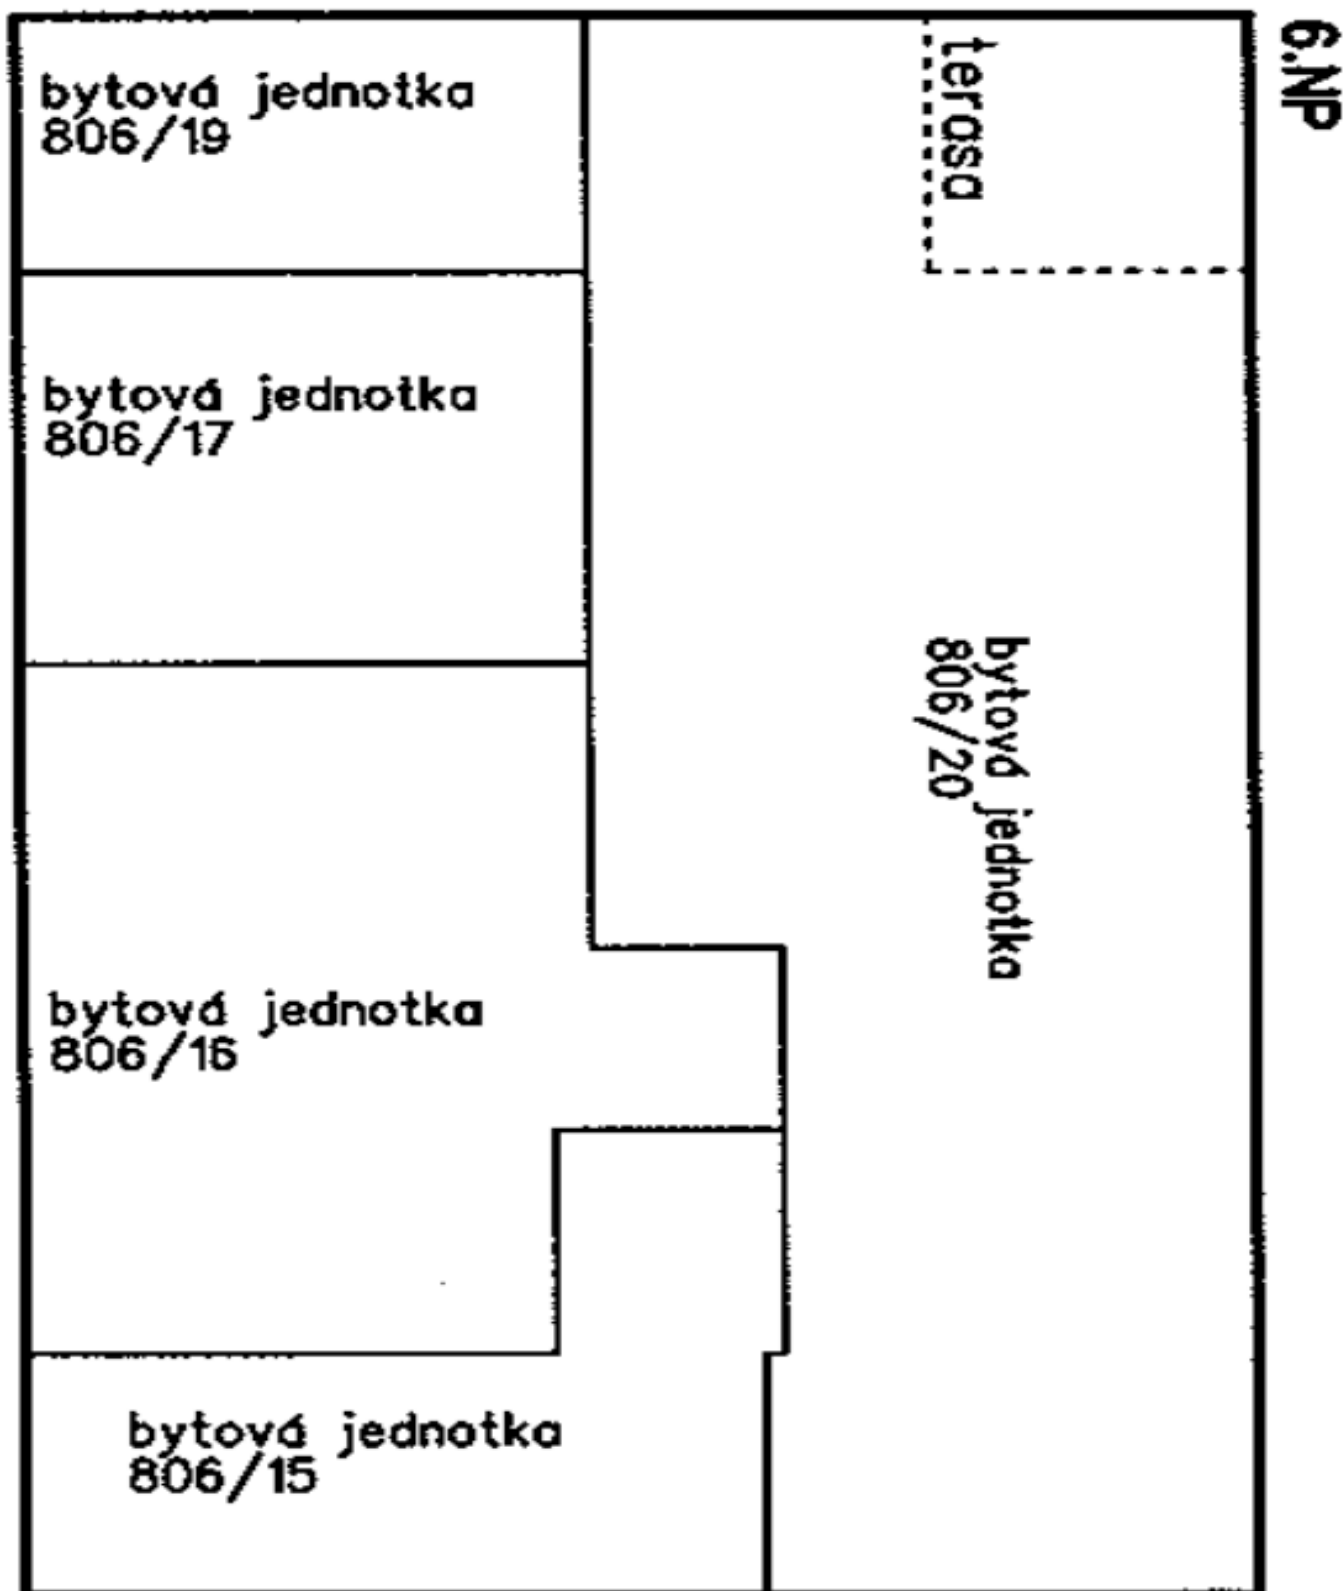 6.NP
bytová jednotka
806/19
terasa
bytová jednotka
806/17
bytová jednotka
806/20
bytová jednotka
806/16
bytová jednotka
806/15